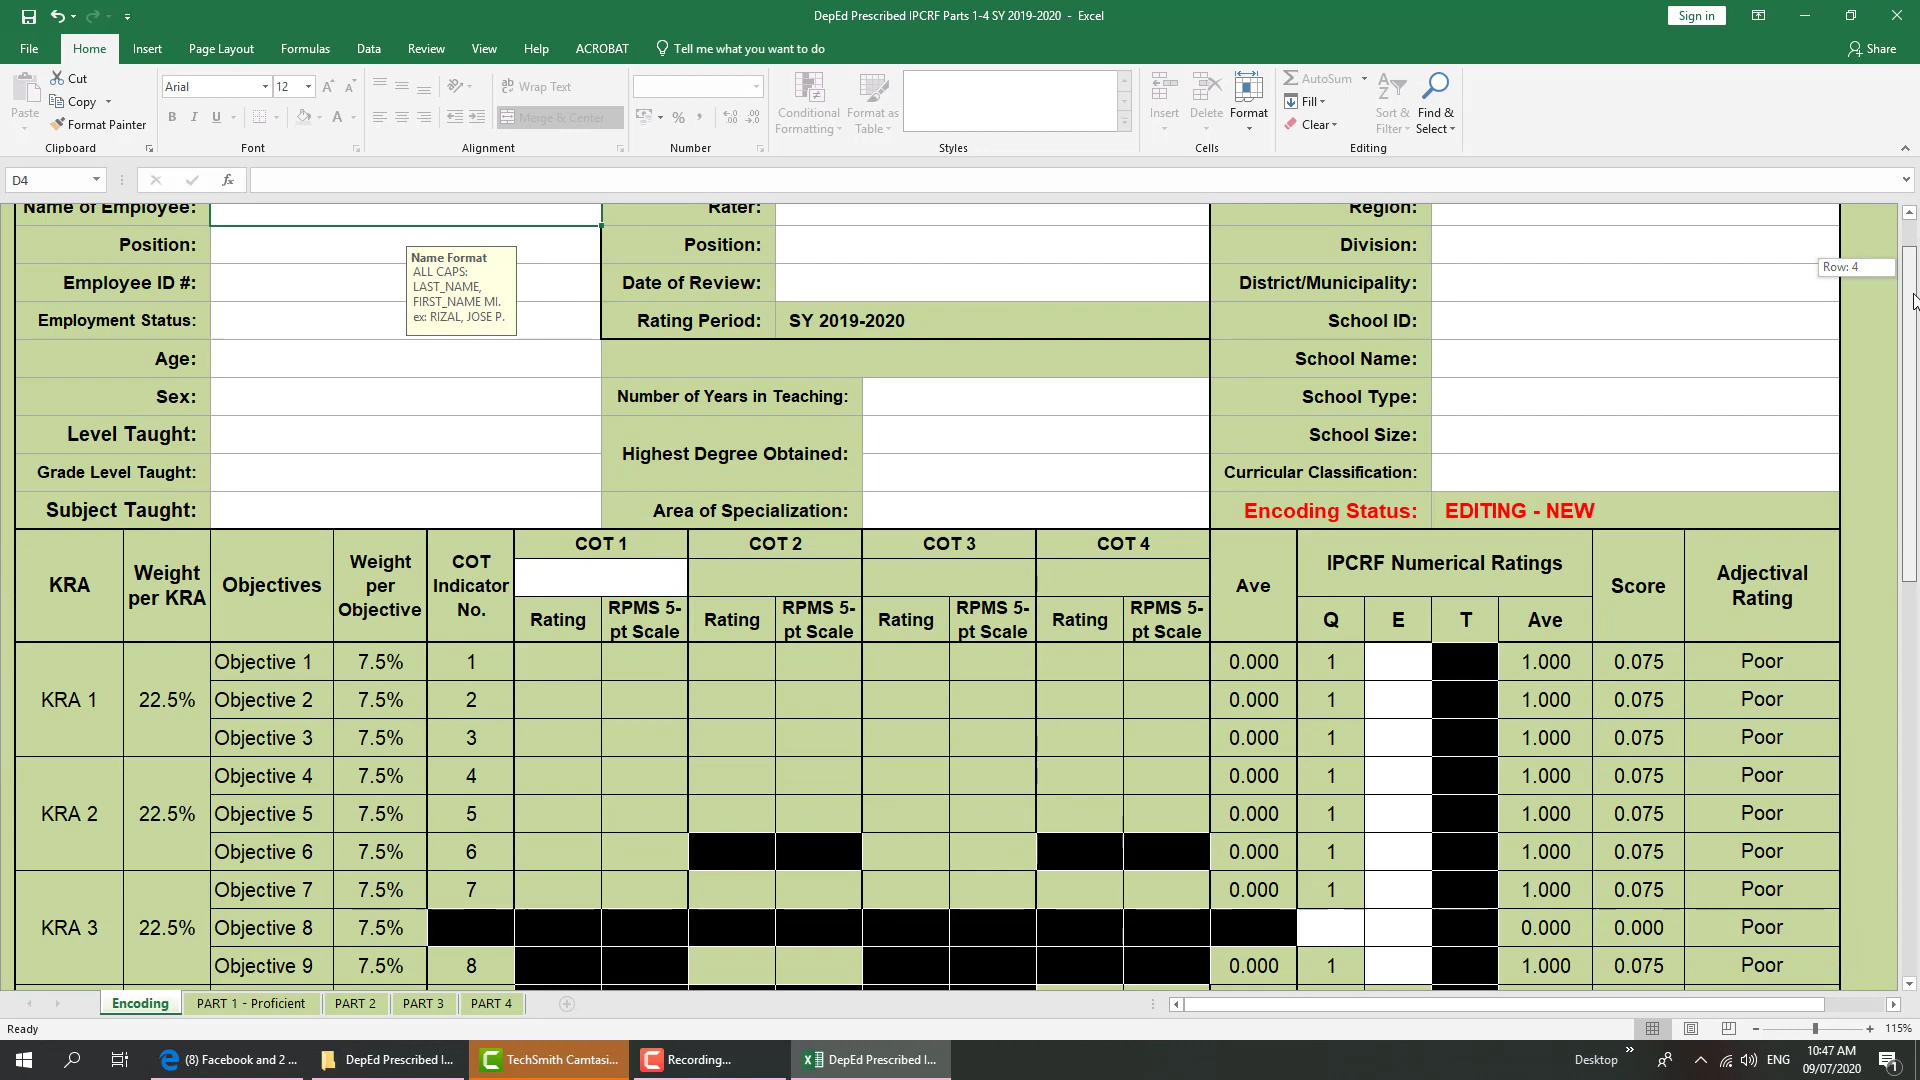 DepEd Prescribed IPCRF Parts 1-4 SY 2019-2020 - Excel
Sign in
File Home Insert Page Layout Formulas Data Review View Help ACROBAT Tell me what you want to do
Share
Cut
Copy
Format Painter
Paste
Clipboard
Arial 12
B I U
Font
Wrap Text
Merge & Center
Alignment
Number
Conditional Formatting
Format as Table
Styles
Insert Delete Format
Cells
AutoSum
Fill
Clear
Sort & Filter
Find & Select
Editing
D4
fx
Name of Employee: Rater: Region:
Position: Position: Division:
Employee ID #: Date of Review: District/Municipality:
Employment Status: Rating Period: SY 2019-2020 School ID:
Name Format
ALL CAPS:
LAST_NAME,
FIRST_NAME MI.
ex: RIZAL, JOSE P.
Row: 4
Age: School Name:
Sex: Number of Years in Teaching: School Type:
Level Taught: School Size:
Highest Degree Obtained:
Grade Level Taught: Curricular Classification:
Subject Taught: Area of Specialization: Encoding Status: EDITING - NEW
KRA
Weight per KRA
Objectives
Weight per Objective
COT Indicator No.
COT 1 COT 2 COT 3 COT 4
Rating RPMS 5-pt Scale Rating RPMS 5-pt Scale Rating RPMS 5-pt Scale Rating RPMS 5-pt Scale
Ave
IPCRF Numerical Ratings
Q E T Ave
Score
Adjectival Rating
Objective 1 7.5% 1 0.000 1 1.000 0.075 Poor
KRA 1 22.5% Objective 2 7.5% 2 0.000 1 1.000 0.075 Poor
Objective 3 7.5% 3 0.000 1 1.000 0.075 Poor
Objective 4 7.5% 4 0.000 1 1.000 0.075 Poor
KRA 2 22.5% Objective 5 7.5% 5 0.000 1 1.000 0.075 Poor
Objective 6 7.5% 6 0.000 1 1.000 0.075 Poor
Objective 7 7.5% 7 0.000 1 1.000 0.075 Poor
KRA 3 22.5% Objective 8 7.5% 0.000 0.000 Poor
Objective 9 7.5% 8 0.000 1 1.000 0.075 Poor
Encoding PART 1 - Proficient PART 2 PART 3 PART 4
Ready
115%
(8) Facebook and 2 ...
DepEd Prescribed I...
TechSmith Camtasi...
Recording...
DepEd Prescribed I...
Desktop
ENG
10:47 AM
09/07/2020
1